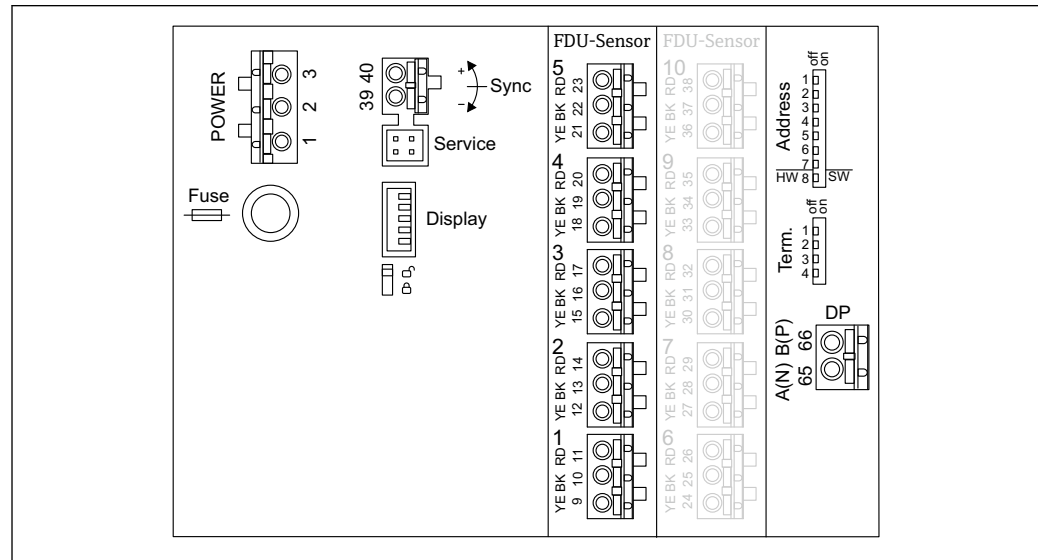 POWER
1 2 3
Fuse
39 40
+
Sync
−
Service
Display
FDU-Sensor
5
YE BK RD
21 22 23
4
YE BK RD
18 19 20
3
YE BK RD
15 16 17
2
YE BK RD
12 13 14
1
YE BK RD
9 10 11
FDU-Sensor
10
YE BK RD
36 37 38
9
YE BK RD
33 34 35
8
YE BK RD
30 31 32
7
YE BK RD
27 28 29
6
YE BK RD
24 25 26
Address
off
on
1
2
3
4
5
6
7
8
HW
SW
Term.
off
on
1
2
3
4
DP
A(N) B(P)
65 66